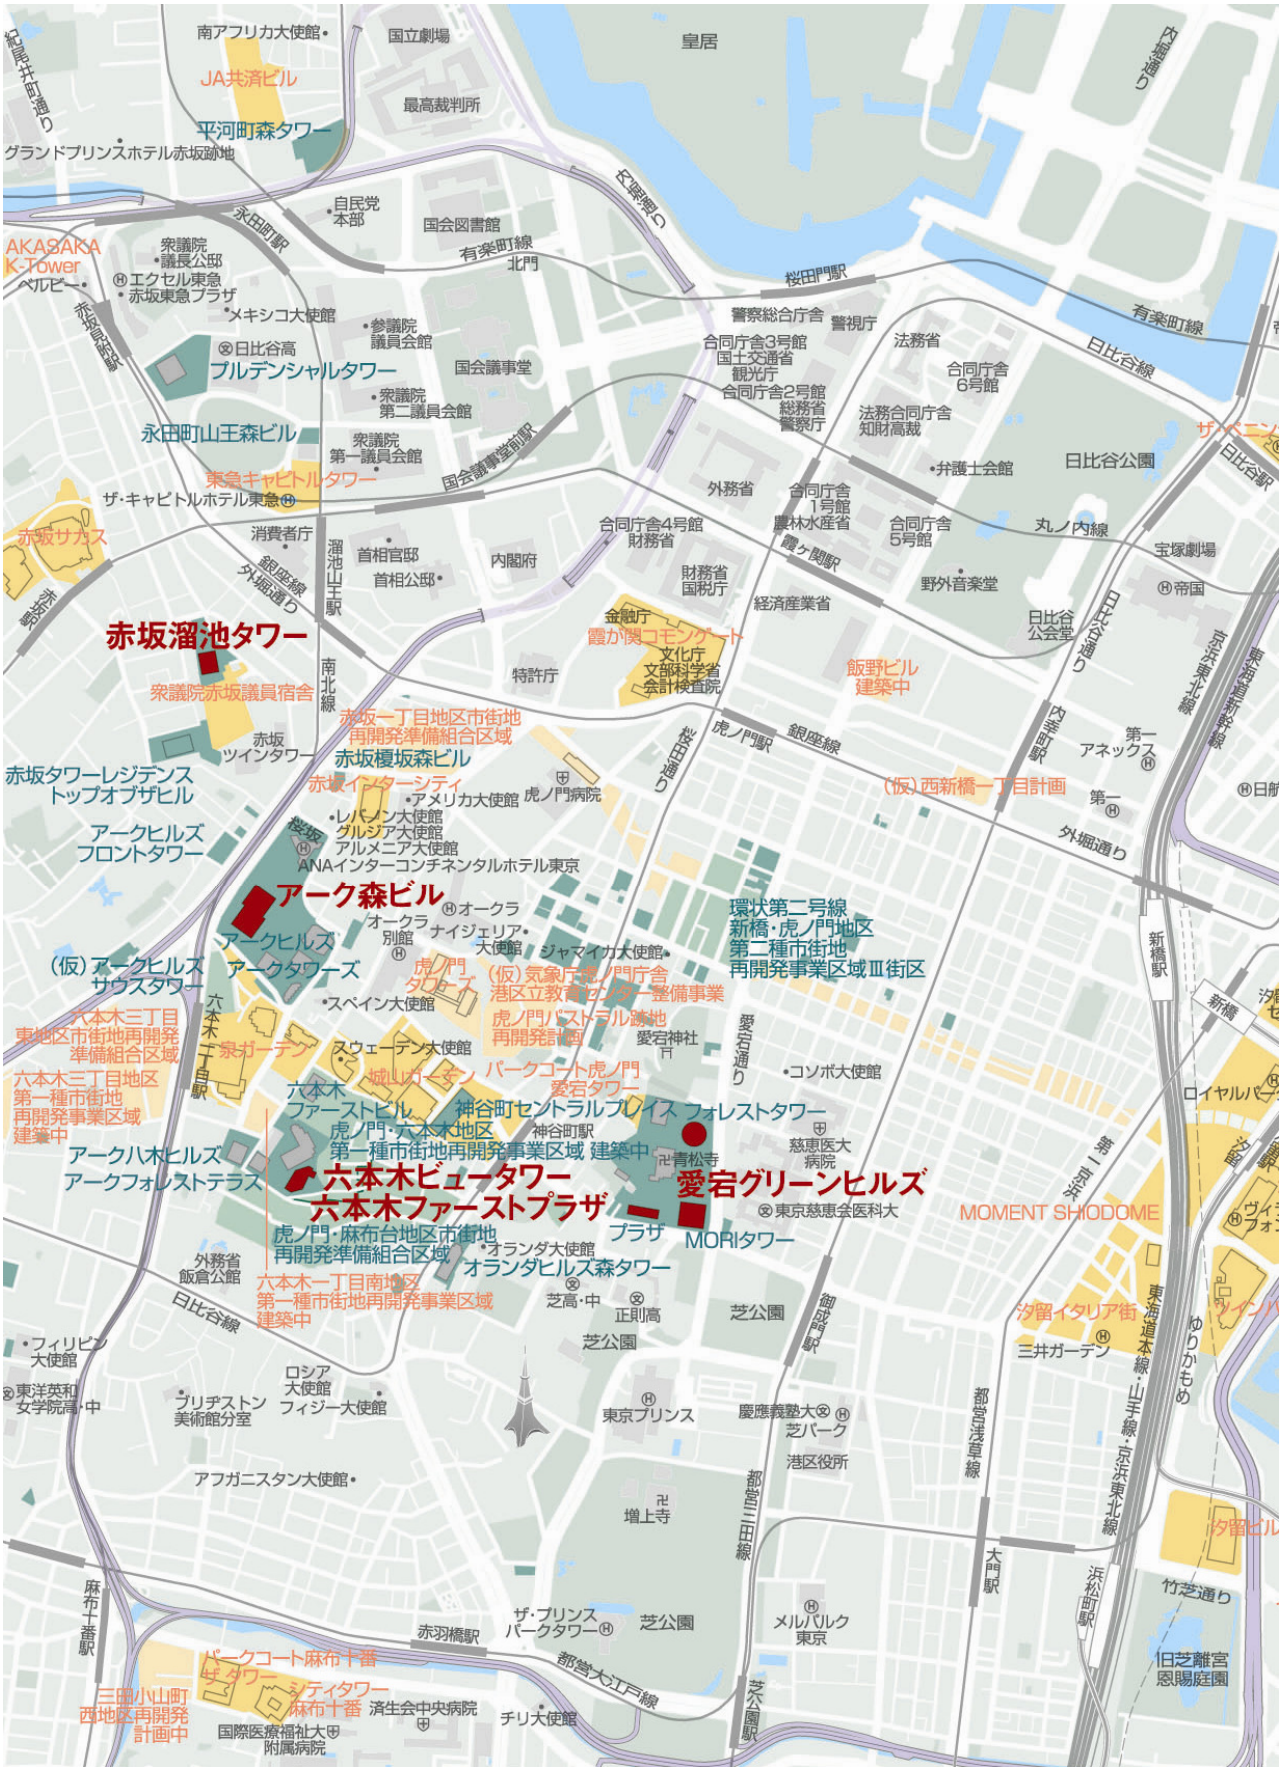 南アフリカ大使館
国立劇場
皇居
内堀通り
紀尾井町通り
JA共済ビル
最高裁判所
平河町森タワー
グランドプリンスホテル赤坂跡地
内堀通り
自民党
本部
永田町駅
国会図書館
有楽町線
北門
AKASAKA
K-Tower
ベルビー
衆議院
議長公邸
エクセル東急
赤坂東急プラザ
メキシコ大使館
桜田門駅
有楽町線
赤坂見附駅
参議院
議員会館
警察総合庁舎
警視庁
法務省
日比谷線
日比谷高
プルデンシャルタワー
国会議事堂
合同庁舎3号館
国土交通省
観光庁
合同庁舎2号館
総務省
警察庁
合同庁舎
6号館
衆議院
第二議員会館
法務合同庁舎
知財高裁
永田町山王森ビル
衆議院
第一議員会館
国会議事堂前駅
弁護士会館
日比谷公園
ザ・ペニン
日比谷駅
東急キャピトルタワー
ザ・キャピトルホテル東急
外務省
合同庁舎
1号館
農林水産省
合同庁舎
5号館
丸ノ内線
赤坂サカス
消費者庁
溜池山王駅
首相官邸
首相公邸
内閣府
合同庁舎4号館
財務省
霞ヶ関駅
宝塚劇場
帝国
銀座線
外堀通り
財務省
国税庁
経済産業省
野外音楽堂
日比谷
公会堂
日比谷通り
赤坂駅
赤坂溜池タワー
金融庁
霞が関コモンゲート
文化庁
文部科学省
会計検査院
飯野ビル
建築中
京浜東北線
東海道新幹線
衆議院赤坂議員宿舎
南北線
特許庁
赤坂
ツインタワー
赤坂一丁目地区市街地
再開発準備組合区域
赤坂榎坂森ビル
桜田通り
虎ノ門駅
銀座線
内幸町駅
第一
アネックス
赤坂タワーレジデンス
トップオブザヒル
赤坂インターシティ
アメリカ大使館
虎ノ門病院
(仮)西新橋一丁目計画
第一
日航
アークヒルズ
フロントタワー
桜坂
レバノン大使館
グルジア大使館
アルメニア大使館
ANAインターコンチネンタルホテル東京
外堀通り
アーク森ビル
オークラ
別館
オークラ
ナイジェリア
大使館
ジャマイカ大使館
環状第二号線
新橋・虎ノ門地区
第二種市街地
再開発事業区域Ⅲ街区
新橋駅
アークヒルズ
アークタワーズ
(仮)アークヒルズ
サウスタワー
虎ノ門
タワーズ
(仮)気象庁虎ノ門庁舎
港区立教育センター整備事業
新橋
スペイン大使館
虎ノ門パストラル跡地
再開発計画
愛宕神社
愛宕通り
六本木三丁目
東地区市街地再開発
準備組合区域
六本木一丁目駅
泉ガーデン
スウェーデン大使館
城山ガーデン
パークコート虎ノ門
愛宕タワー
コソボ大使館
六本木三丁目地区
第一種市街地
再開発事業区域
建築中
六本木
ファーストビル
神谷町セントラルプレイス
フォレストタワー
虎ノ門・六本木地区
第一種市街地再開発事業区域 建築中
神谷町駅
慈恵医大
病院
青松寺
第一京浜
汐留
ロイヤルパー
アーク八木ヒルズ
アークフォレストテラス
六本木ビュータワー
六本木ファーストプラザ
愛宕グリーンヒルズ
東京慈恵会医科大
MOMENT SHIODOME
虎ノ門・麻布台地区市街地
再開発準備組合区域
プラザ
MORIタワー
オランダ大使館
オランダヒルズ森タワー
外務省
飯倉公館
六本木一丁目南地区
第一種市街地再開発事業区域
建築中
日比谷線
芝高・中
正則高
芝公園
芝公園
御成門駅
汐留イタリア街
三井ガーデン
ツインパ
東海道本線・山手線・京浜東北線
ゆりかもめ
フィリピン
大使館
東洋英和
女学院高・中
ブリヂストン
美術館分室
ロシア
大使館
フィジー大使館
東京プリンス
慶應義塾大
芝パーク
港区役所
都営浅草線
アフガニスタン大使館
増上寺
都営三田線
汐留ビル
大門駅
浜松町駅
竹芝通り
麻布十番駅
赤羽橋駅
ザ・プリンス
パークタワー
芝公園
メルパルク
東京
旧芝離宮
恩賜庭園
パークコート麻布十番
ザ タワー
シティタワー
麻布十番
三田小山町
西地区再開発
計画中
国際医療福祉大
附属病院
済生会中央病院
都営大江戸線
チリ大使館
芝公園駅